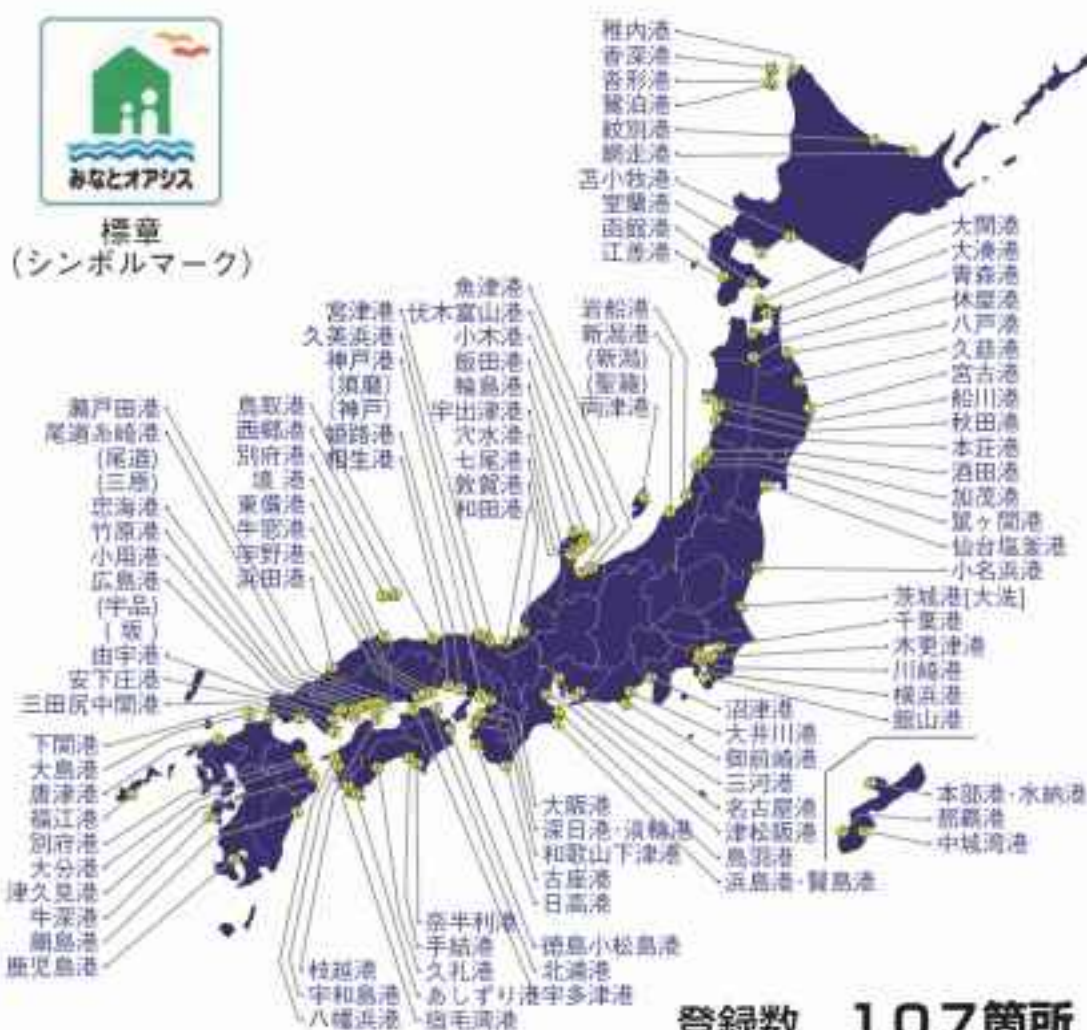 みなとオアシス
標章
(シンボルマーク)
稚内港
香深港
沓形港
鴛泊港
紋別港
網走港
苫小牧港
室蘭港
函館港
江差港
大間港
大湊港
青森港
休屋港
八戸港
久慈港
宮古港
船川港
秋田港
本荘港
酒田港
加茂港
鼠ヶ関港
仙台塩釜港
小名浜港
茨城港[大洗]
千葉港
木更津港
川崎港
横浜港
館山港
岩船港
新潟港
(新潟)
(聖籠)
両津港
魚津港
伏木富山港
小木港
飯田港
輪島港
宇出津港
穴水港
七尾港
敦賀港
和田港
宮津港
久美浜港
神戸港
(須磨)
(神戸)
姫路港
相生港
鳥取港
西郷港
別府港
境港
東備港
牛窓港
宇野港
浜田港
瀬戸田港
尾道糸崎港
(尾道)
(三原)
忠海港
竹原港
小用港
広島港
(宇品)
(坂)
由宇港
安下庄港
三田尻中関港
下関港
大島港
唐津港
福江港
別府港
大分港
津久見港
牛深港
鹿児島港
枝越港
宇和島港
八幡浜港
奈半利港
手結港
久礼港
あしずり港
宿毛湾港
徳島小松島港
北浦港
宇多津港
大阪港
深日港・淡輪港
和歌山下津港
古座港
日高港
沼津港
大井川港
御前崎港
三河港
名古屋港
津松阪港
鳥羽港
浜島港・賢島港
本部港・水納港
那覇港
中城湾港
登録数 107箇所